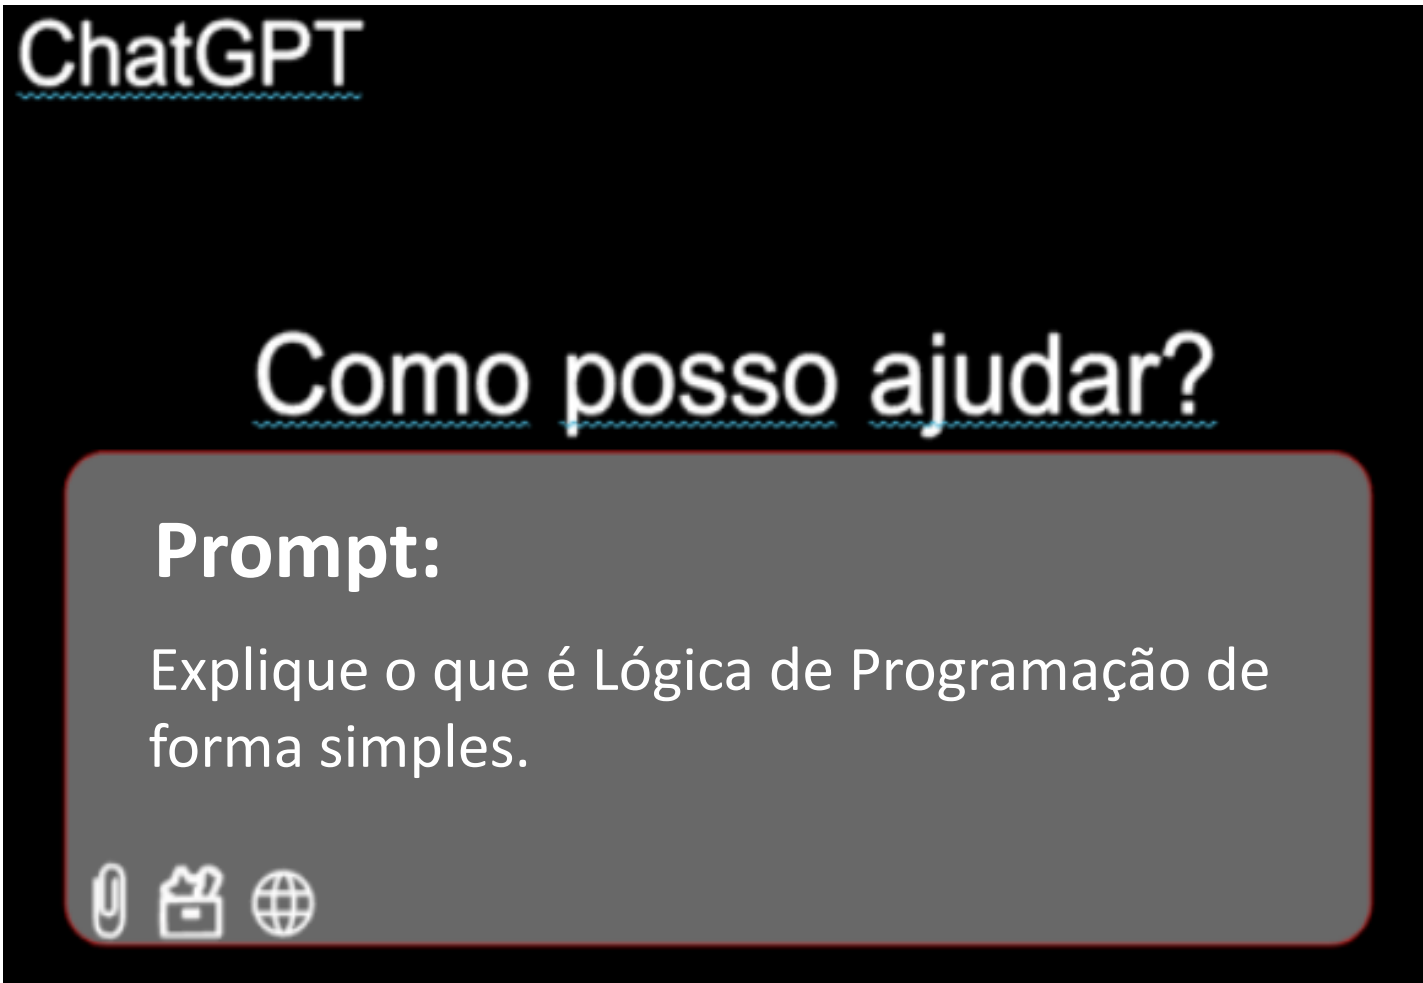 ChatGPT
Como posso ajudar?
Prompt:
Explique o que é Lógica de Programação de
forma simples.